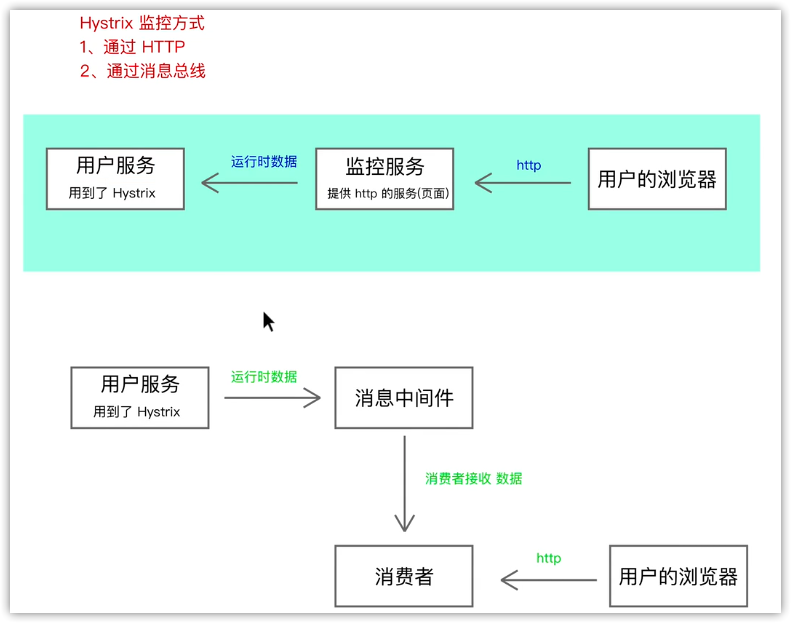 Hystrix 监控方式
1、通过 HTTP
2、通过消息总线
用户服务
用到了 Hystrix
运行时数据
监控服务
提供 http 的服务(页面)
http
用户的浏览器
用户服务
用到了 Hystrix
运行时数据
消息中间件
消费者接收 数据
消费者
http
用户的浏览器